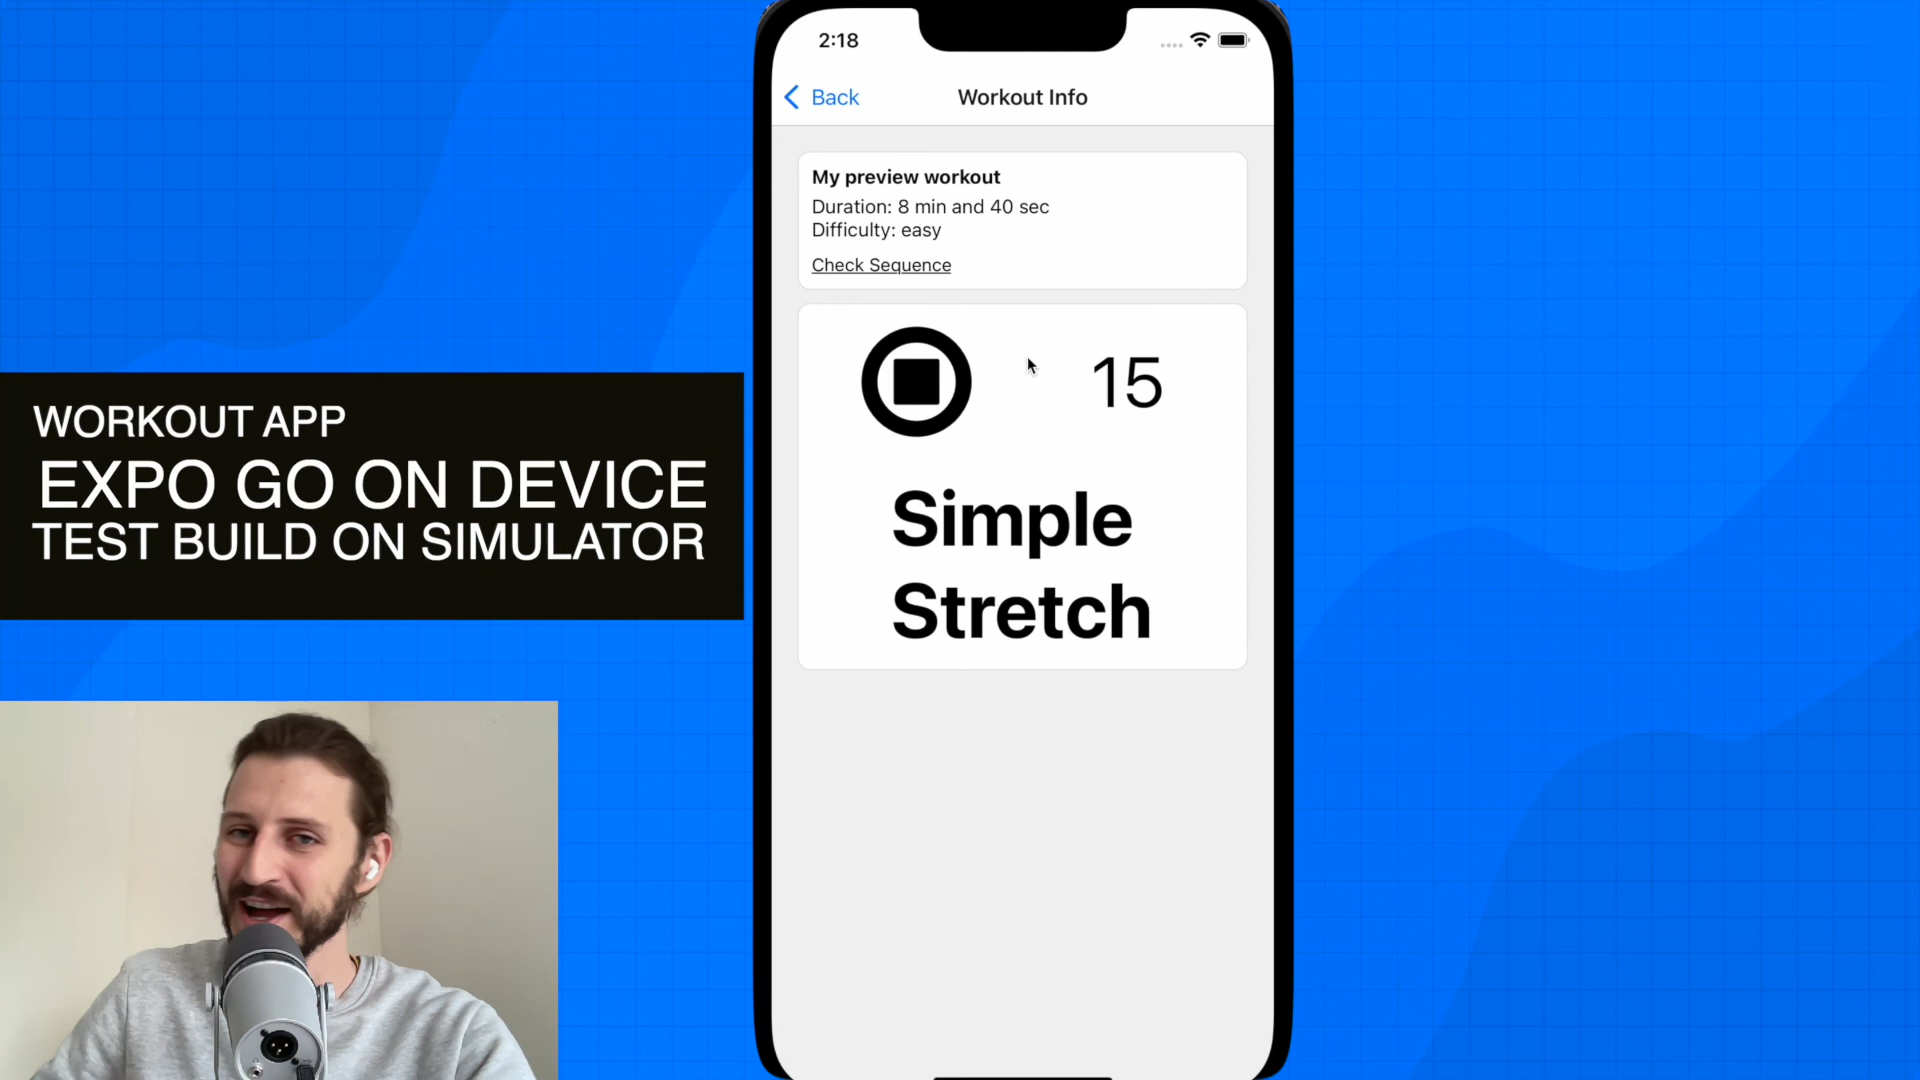 2:18
Back
Workout Info
My preview workout
Duration: 8 min and 40 sec
Difficulty: easy
Check Sequence
15
Simple
Stretch
WORKOUT APP
EXPO GO ON DEVICE
TEST BUILD ON SIMULATOR